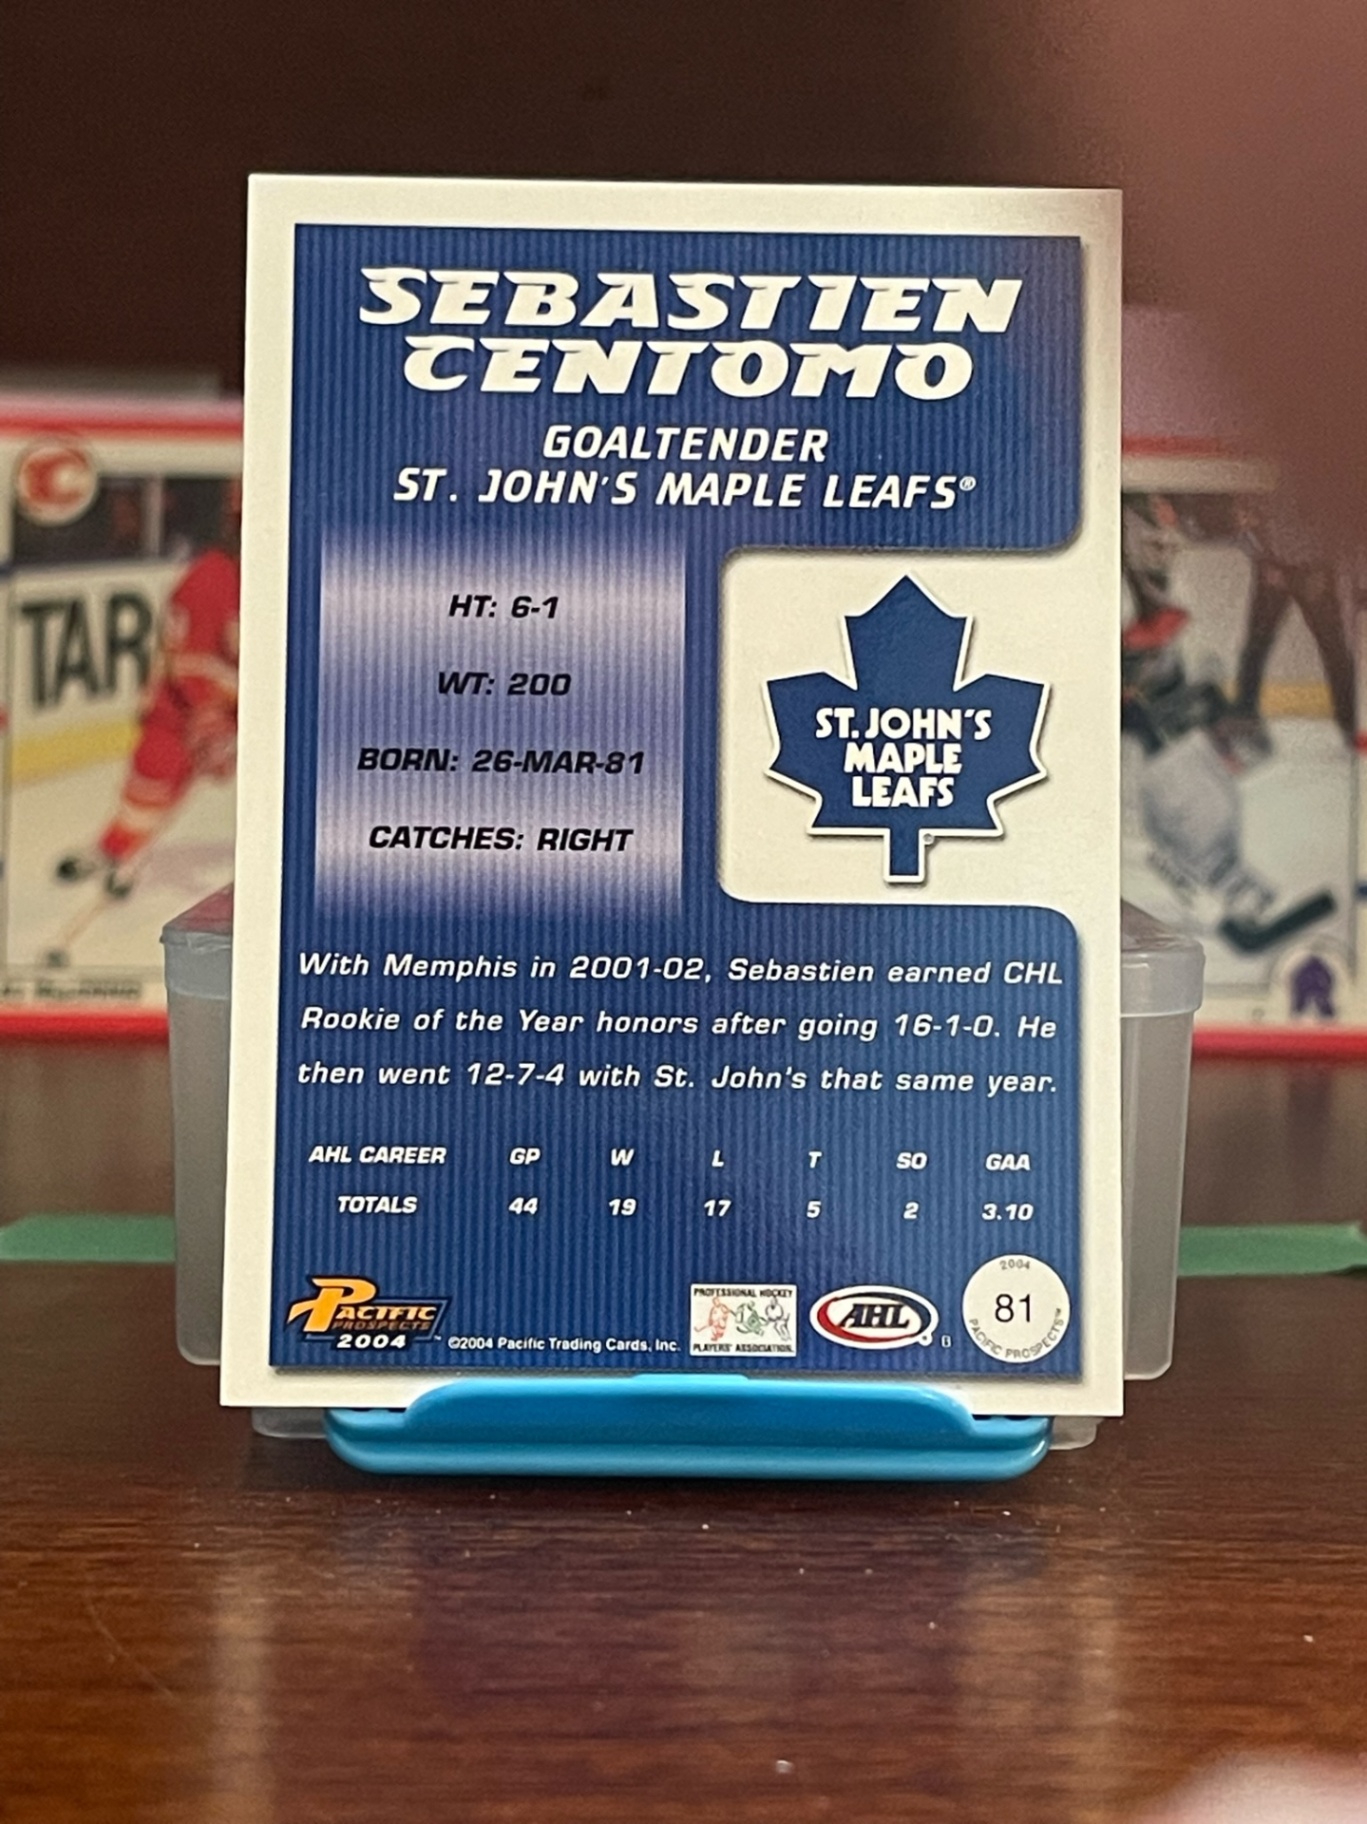 SEBASTIEN
CENTOMO
GOALTENDER
ST. JOHN'S MAPLE LEAFS®
HT: 6-1
WT: 200
BORN: 26-MAR-81
CATCHES: RIGHT
ST. JOHN'S
MAPLE
LEAFS
With Memphis in 2001-02, Sebastien earned CHL
Rookie of the Year honors after going 16-1-0. He
then went 12-7-4 with St. John's that same year.
AHL CAREER GP W L T SO GAA
TOTALS 44 19 17 5 2 3.10
PACIFIC
PROSPECTS
2004
©2004 Pacific Trading Cards, Inc.
PROFESSIONAL HOCKEY
PLAYERS' ASSOCIATION
AHL
2004
81
PACIFIC PROSPECTS™
TAR